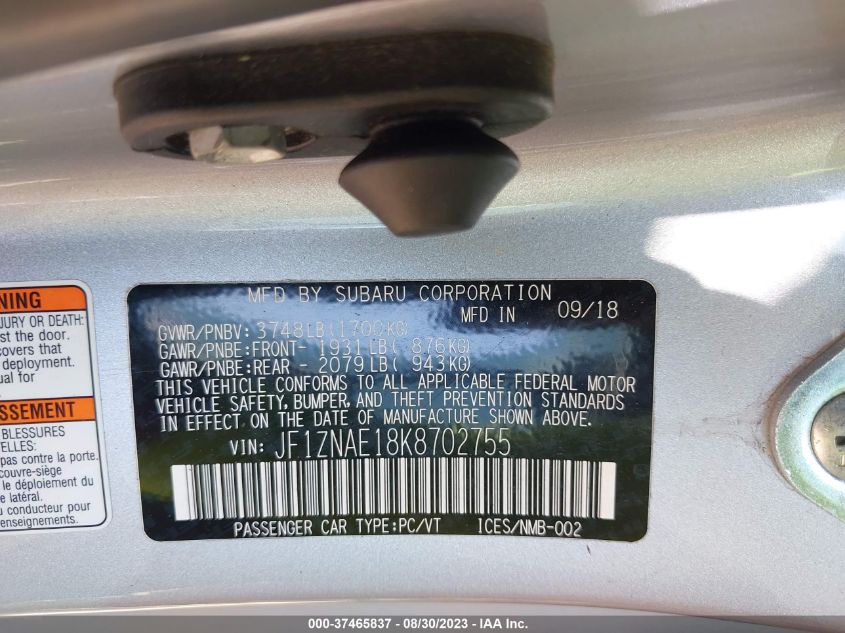 MFD BY SUBARU CORPORATION
MFD IN 09/18
GVWR/PNBV: 3748LB(1700KG)
GAWR/PNBE:FRONT- 1931LB( 876KG)
GAWR/PNBE:REAR - 2079LB( 943KG)
THIS VEHICLE CONFORMS TO ALL APPLICABLE FEDERAL MOTOR
VEHICLE SAFETY, BUMPER, AND THEFT PREVENTION STANDARDS
IN EFFECT ON THE DATE OF MANUFACTURE SHOWN ABOVE.
VIN: JF1ZNAE18K8702755
PASSENGER CAR TYPE:PC/VT ICES/NMB-002
NING
JURY OR DEATH:
st the door.
covers that
deployment.
ual for
SSEMENT
BLESSURES
ELLES:
pas contre la porte.
couvre-siège
le déploiement
le latéral.
du conducteur pour
enseignements.
000-37465837 - 08/30/2023 - IAA Inc.